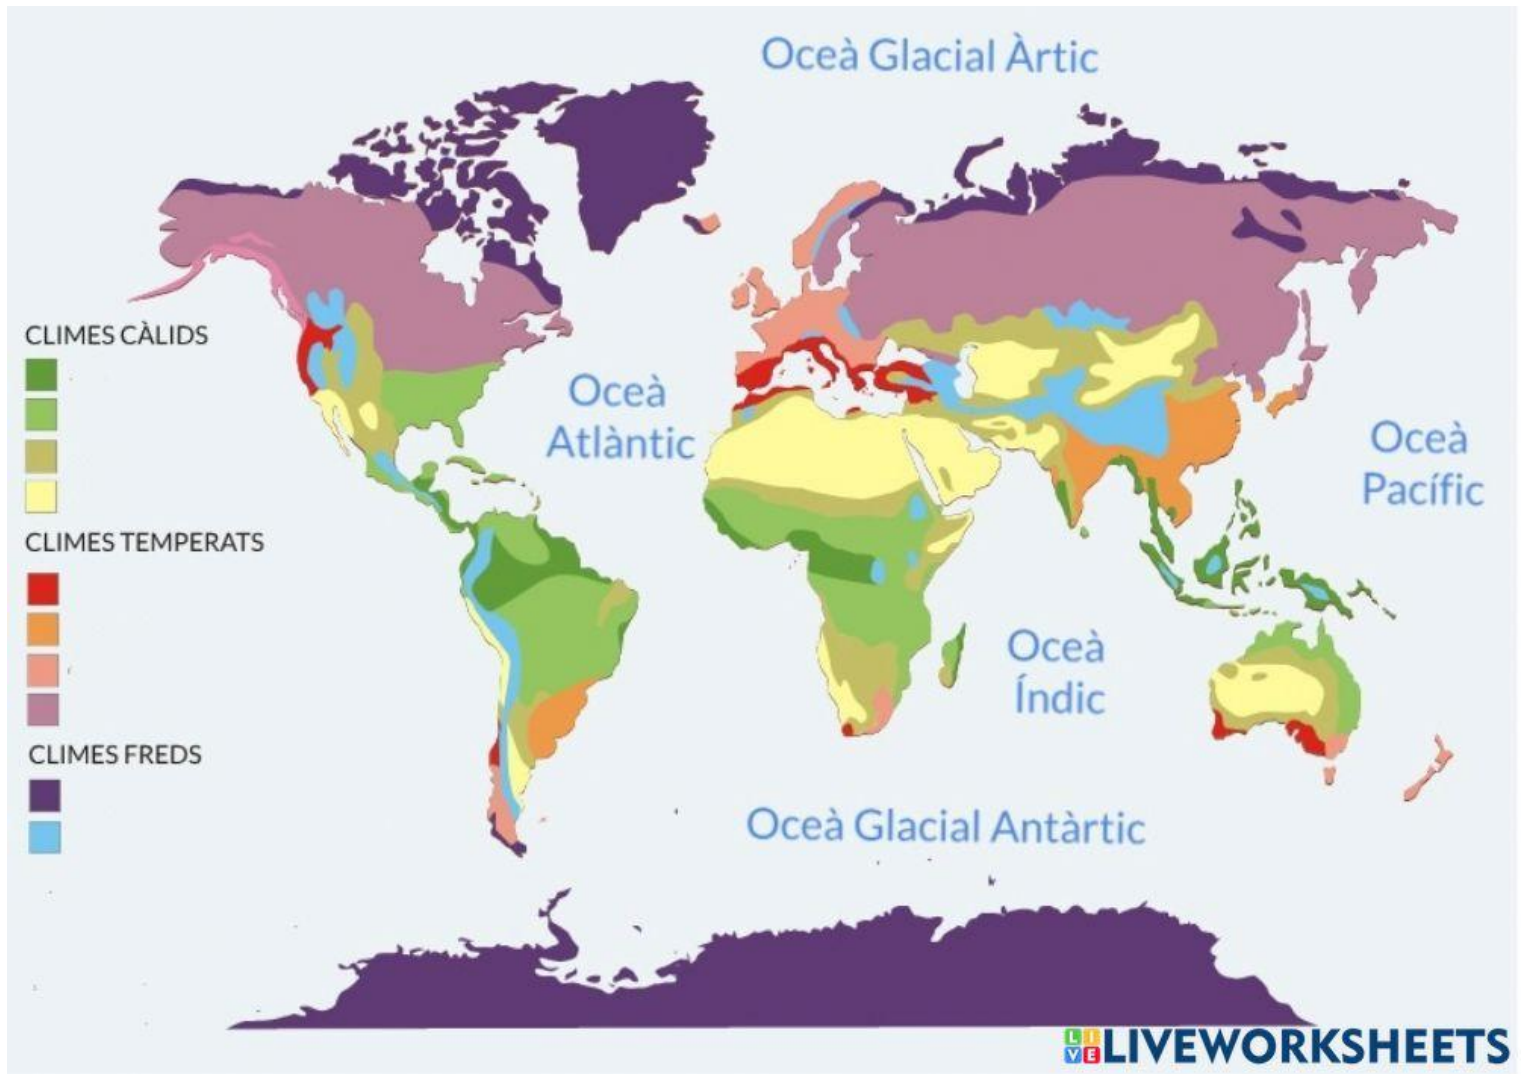 Oceà Glacial Àrtic
CLIMES CÀLIDS
Oceà
Atlàntic
Oceà
Pacífic
CLIMES TEMPERATS
Oceà
Índic
CLIMES FREDS
Oceà Glacial Antàrtic
LIVE LIVEWORKSHEETS